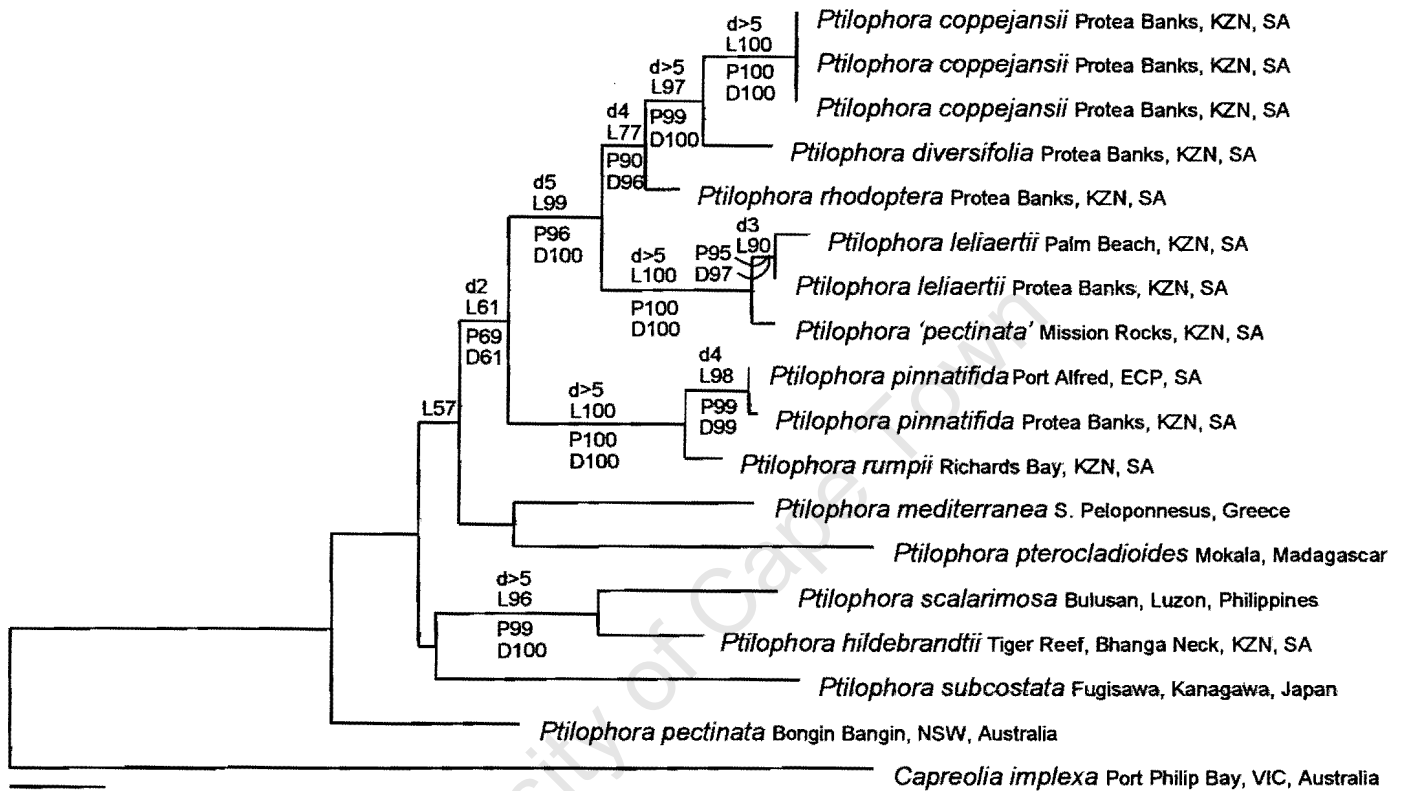 d>5
L100
P100
D100
Ptilophora coppejansii Protea Banks, KZN, SA
Ptilophora coppejansii Protea Banks, KZN, SA
Ptilophora coppejansii Protea Banks, KZN, SA
d>5
L97
P99
D100
Ptilophora diversifolia Protea Banks, KZN, SA
d4
L77
P90
D96
Ptilophora rhodoptera Protea Banks, KZN, SA
d5
L99
P96
D100
d3
L90
P95
D97
Ptilophora leliaertii Palm Beach, KZN, SA
d>5
L100
P100
D100
Ptilophora leliaertii Protea Banks, KZN, SA
Ptilophora ‘pectinata’ Mission Rocks, KZN, SA
d2
L61
P69
D61
d4
L98
P99
D99
Ptilophora pinnatifida Port Alfred, ECP, SA
d>5
L100
P100
D100
Ptilophora pinnatifida Protea Banks, KZN, SA
Ptilophora rumpii Richards Bay, KZN, SA
L57
Ptilophora mediterranea S. Peloponnesus, Greece
Ptilophora pterocladioides Mokala, Madagascar
d>5
L96
P99
D100
Ptilophora scalarimosa Bulusan, Luzon, Philippines
Ptilophora hildebrandtii Tiger Reef, Bhanga Neck, KZN, SA
Ptilophora subcostata Fugisawa, Kanagawa, Japan
Ptilophora pectinata Bongin Bangin, NSW, Australia
Capreolia implexa Port Philip Bay, VIC, Australia
sity of Cape Town